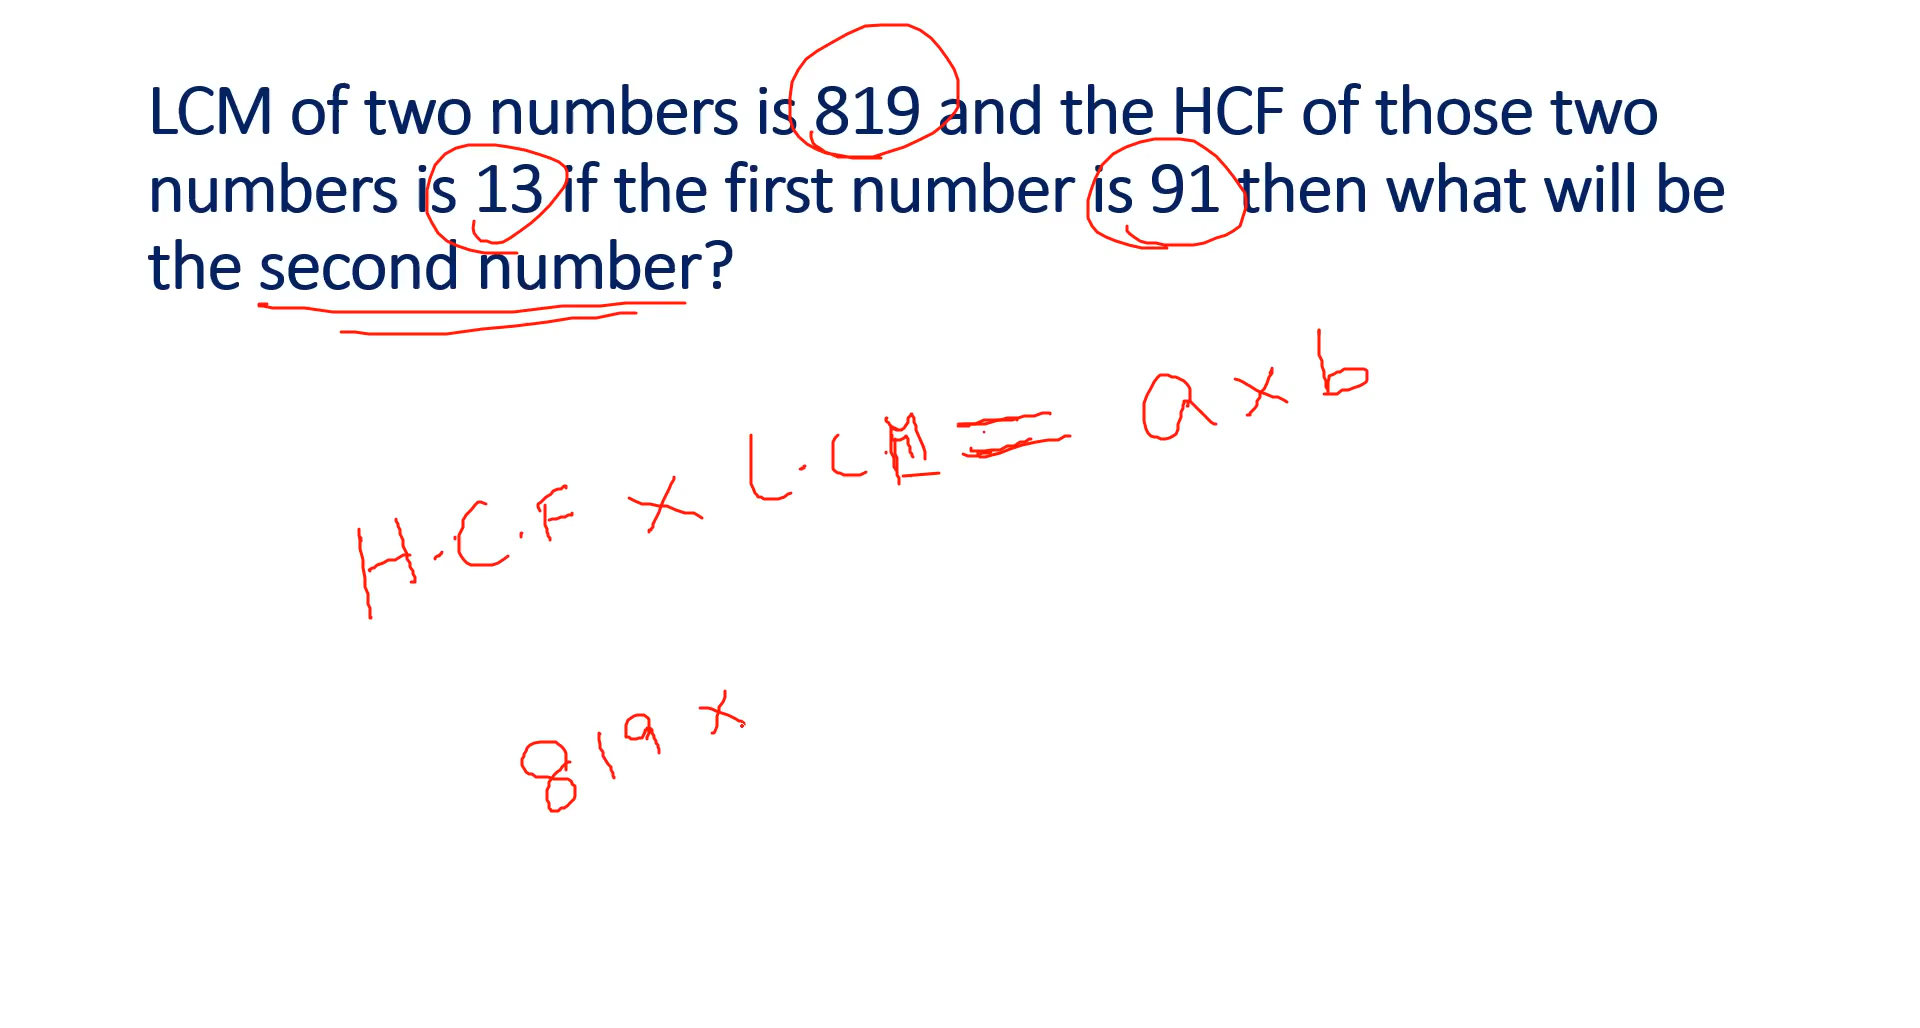 LCM of two numbers is 819 and the HCF of those two
numbers is 13 if the first number is 91 then what will be
the second number?
H.C.F × L.C.M = a × b
819 ×